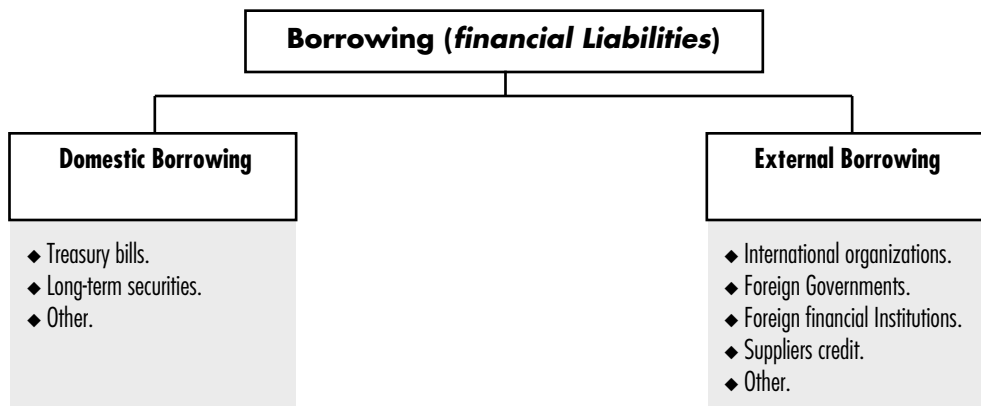 Borrowing (financial Liabilities)
Domestic Borrowing
◆ Treasury bills.
◆ Long-term securities.
◆ Other.
External Borrowing
◆ International organizations.
◆ Foreign Governments.
◆ Foreign financial Institutions.
◆ Suppliers credit.
◆ Other.